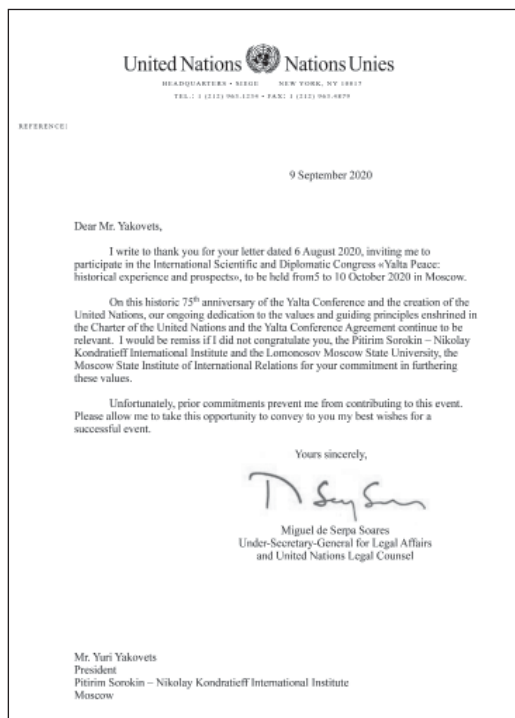 United Nations Nations Unies
HEADQUARTERS • SIEGE NEW YORK, NY 10017
TEL.: 1 (212) 963.1234 • FAX: 1 (212) 963.4879
REFERENCE:
9 September 2020
Dear Mr. Yakovets,
I write to thank you for your letter dated 6 August 2020, inviting me to
participate in the International Scientific and Diplomatic Congress «Yalta Peace:
historical experience and prospects», to be held from5 to 10 October 2020 in Moscow.
On this historic 75th anniversary of the Yalta Conference and the creation of the
United Nations, our ongoing dedication to the values and guiding principles enshrined in
the Charter of the United Nations and the Yalta Conference Agreement continue to be
relevant. I would be remiss if I did not congratulate you, the Pitirim Sorokin – Nikolay
Kondratieff International Institute and the Lomonosov Moscow State University, the
Moscow State Institute of International Relations for your commitment in furthering
these values.
Unfortunately, prior commitments prevent me from contributing to this event.
Please allow me to take this opportunity to convey to you my best wishes for a
successful event.
Yours sincerely,
Miguel de Serpa Soares
Under-Secretary-General for Legal Affairs
and United Nations Legal Counsel
Mr. Yuri Yakovets
President
Pitirim Sorokin – Nikolay Kondratieff International Institute
Moscow